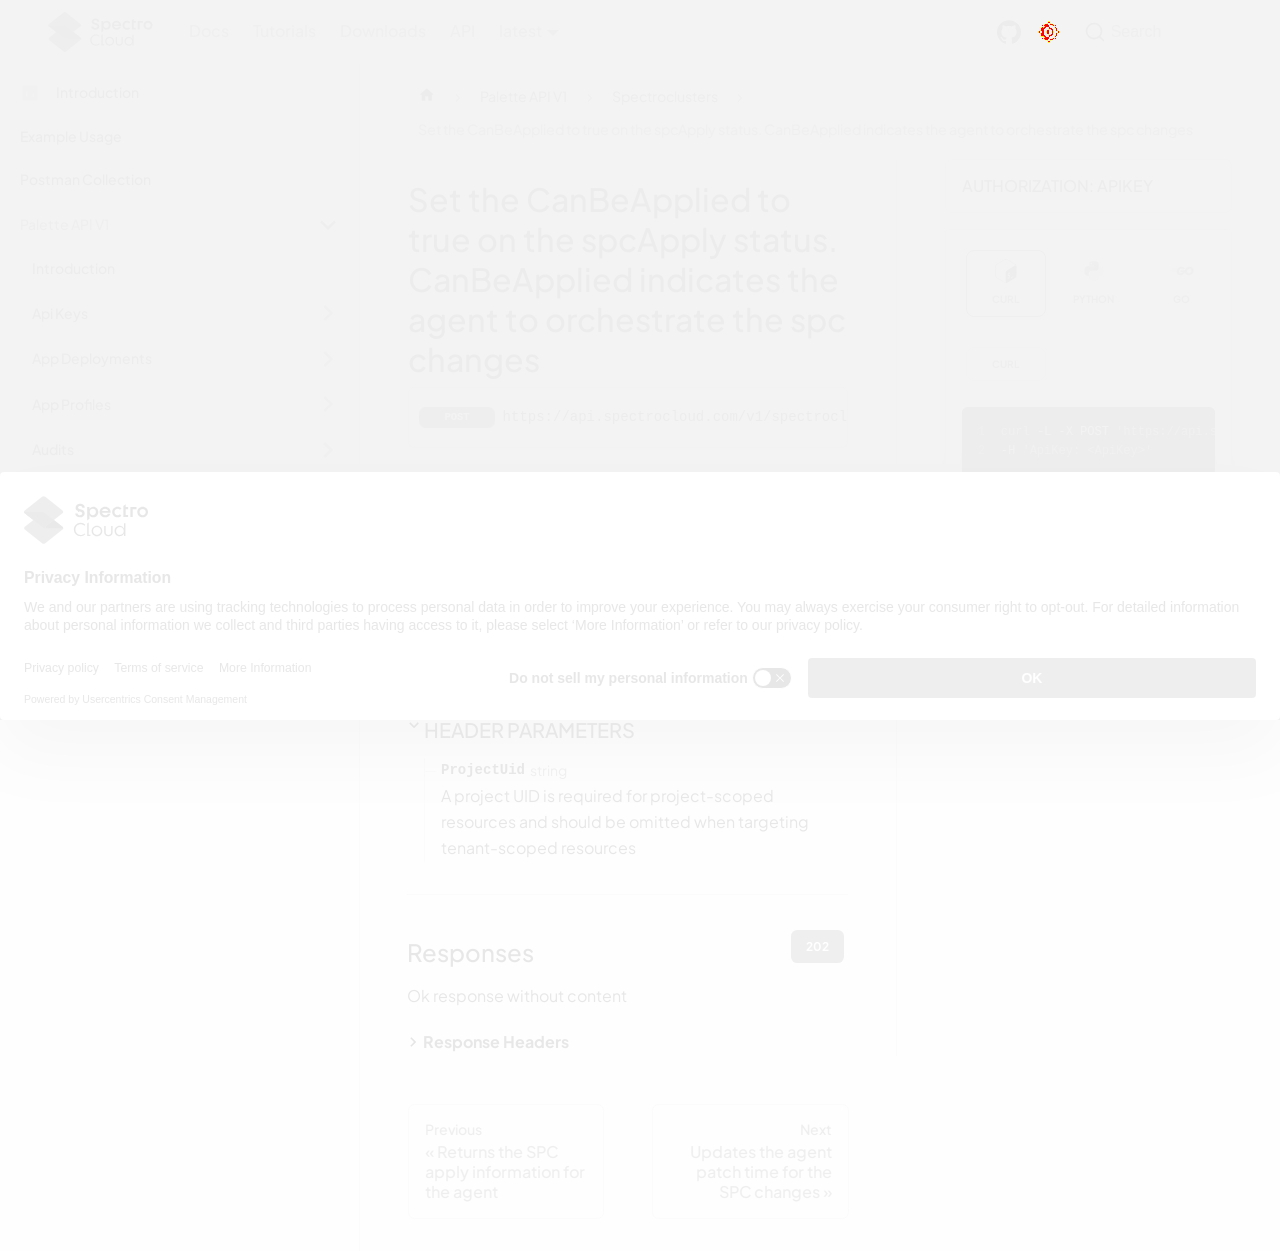 Spectro
Cloud
Docs Tutorials Downloads API latest Search
Introduction
Palette API V1 Spectroclusters
Set the CanBeApplied to true on the spcApply status. CanBeApplied indicates the agent to orchestrate the spc changes
Example Usage
Postman Collection
Palette API V1
Introduction
Api Keys
App Deployments
App Profiles
Audits
Set the CanBeApplied to
true on the spcApply status.
CanBeApplied indicates the
agent to orchestrate the spc
changes
POST https://api.spectrocloud.com/v1/spectrocl
AUTHORIZATION: APIKEY
CURL PYTHON GO
CURL
Spectro
Cloud
Privacy Information
We and our partners are using tracking technologies to process personal data in order to improve your experience. You may always exercise your consumer right to opt-out. For detailed information
about personal information we collect and third parties having access to it, please select ‘More Information’ or refer to our privacy policy.
Privacy policy Terms of service More Information
Do not sell my personal information
OK
Powered by Usercentrics Consent Management
HEADER PARAMETERS
ProjectUid string
A project UID is required for project-scoped
resources and should be omitted when targeting
tenant-scoped resources
Responses
202
Ok response without content
Response Headers
Previous
« Returns the SPC
apply information for
the agent
Next
Updates the agent
patch time for the
SPC changes »